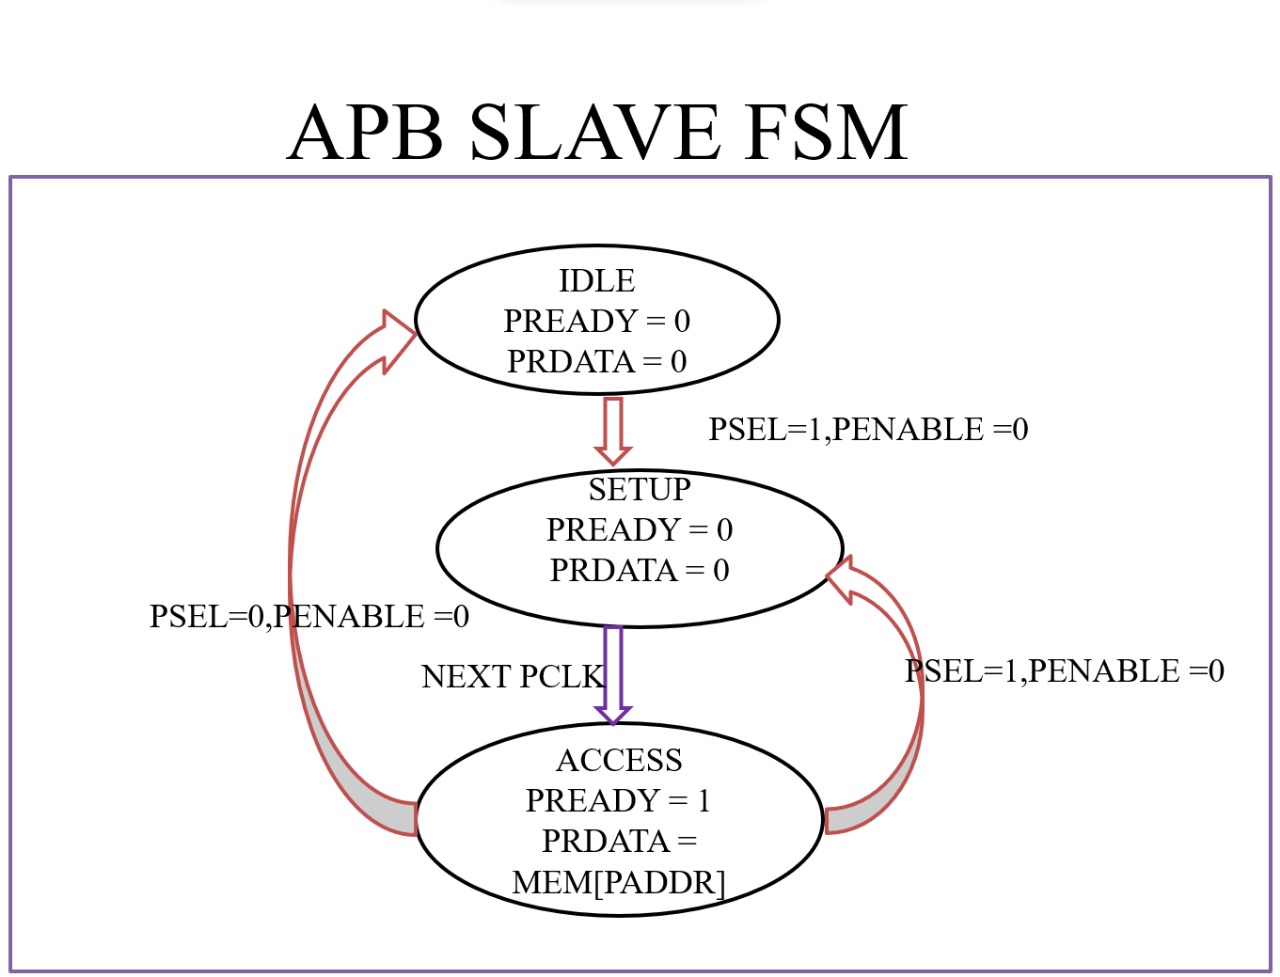 APB SLAVE FSM
IDLE
PREADY = 0
PRDATA = 0
PSEL=1,PENABLE =0
SETUP
PREADY = 0
PRDATA = 0
PSEL=0,PENABLE =0
NEXT PCLK
PSEL=1,PENABLE =0
ACCESS
PREADY = 1
PRDATA =
MEM[PADDR]